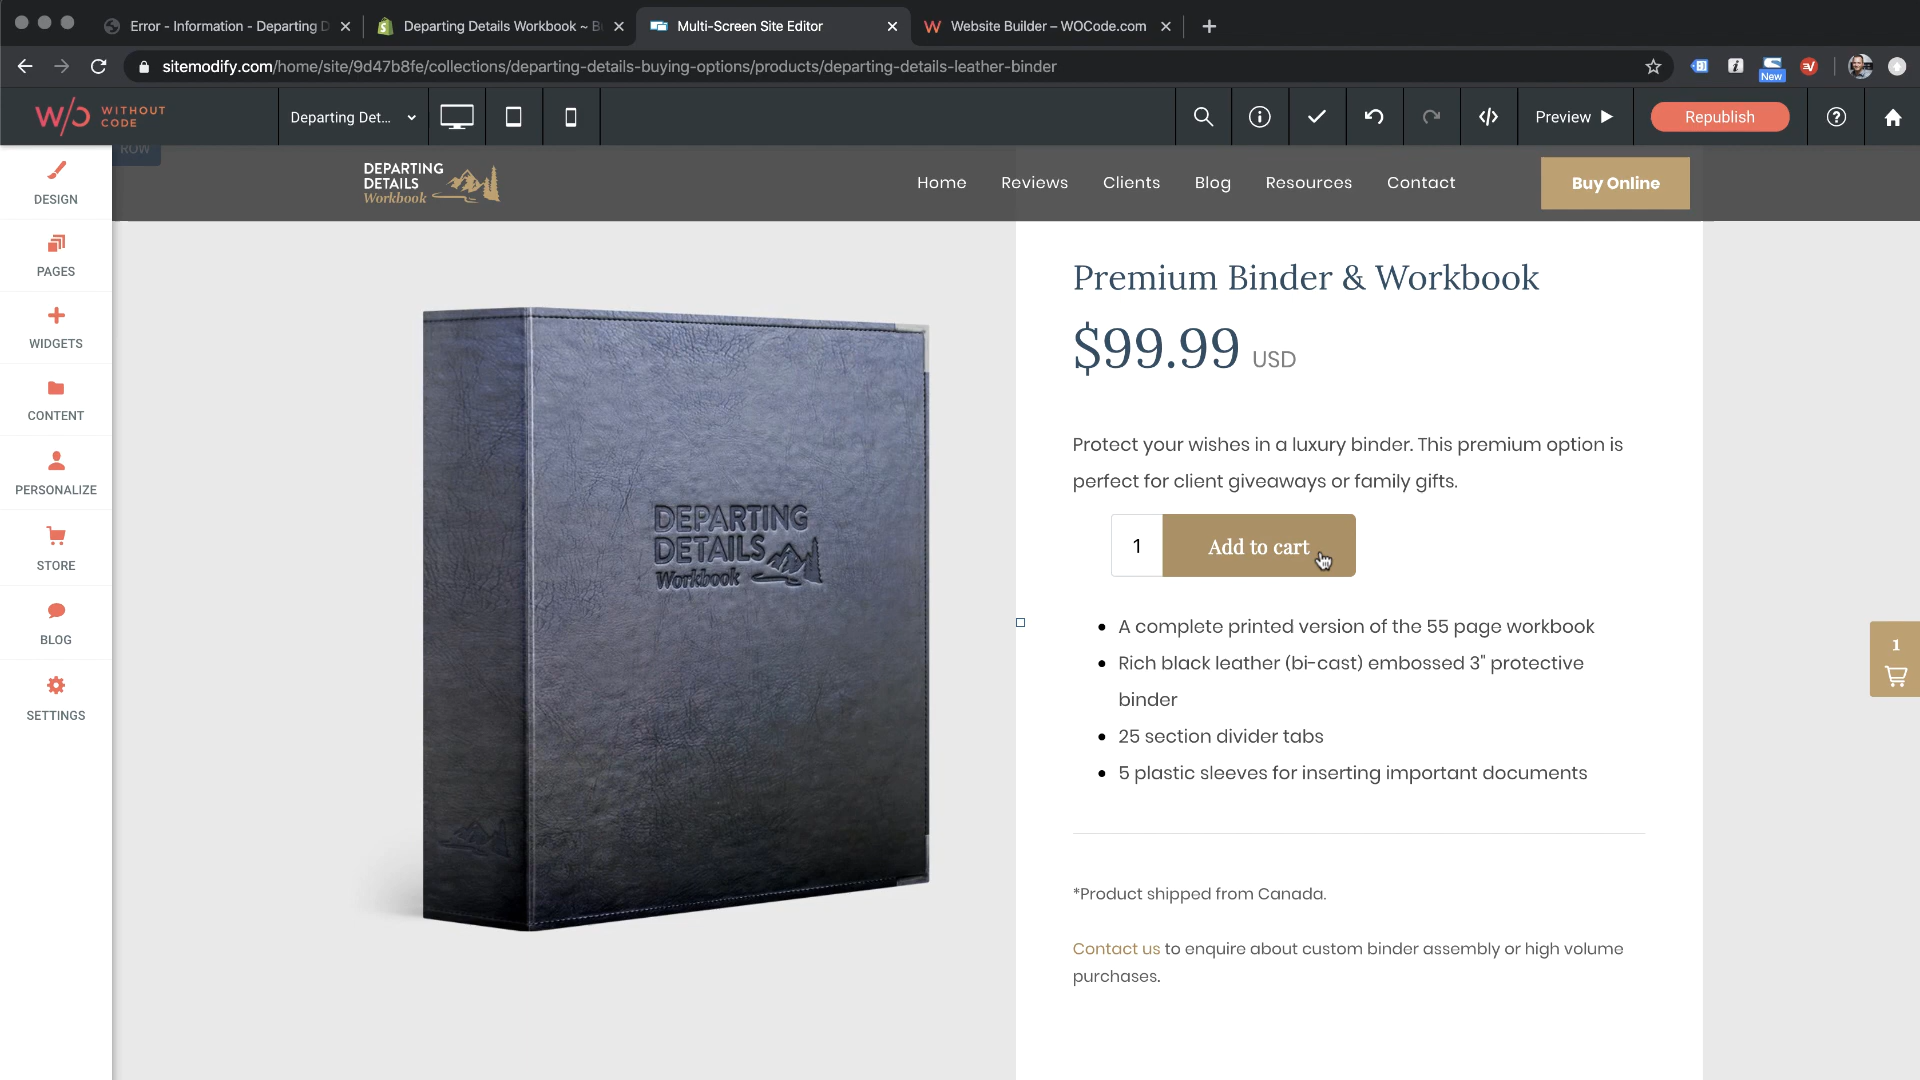 Error - Information - Departing D
Departing Details Workbook ~ B
Multi-Screen Site Editor
Website Builder – WOCode.com
sitemodify.com/home/site/9d47b8fe/collections/departing-details-buying-options/products/departing-details-leather-binder
New
W/O WITHOUT
CODE
Departing Det...
Preview
Republish
ROW
DESIGN
PAGES
WIDGETS
CONTENT
PERSONALIZE
STORE
BLOG
SETTINGS
DEPARTING
DETAILS
Workbook
Home
Reviews
Clients
Blog
Resources
Contact
Buy Online
DEPARTING
DETAILS
Workbook
Premium Binder & Workbook
$99.99 USD
Protect your wishes in a luxury binder. This premium option is
perfect for client giveaways or family gifts.
1
Add to cart
• A complete printed version of the 55 page workbook
• Rich black leather (bi-cast) embossed 3" protective
binder
• 25 section divider tabs
• 5 plastic sleeves for inserting important documents
1
*Product shipped from Canada.
Contact us to enquire about custom binder assembly or high volume
purchases.